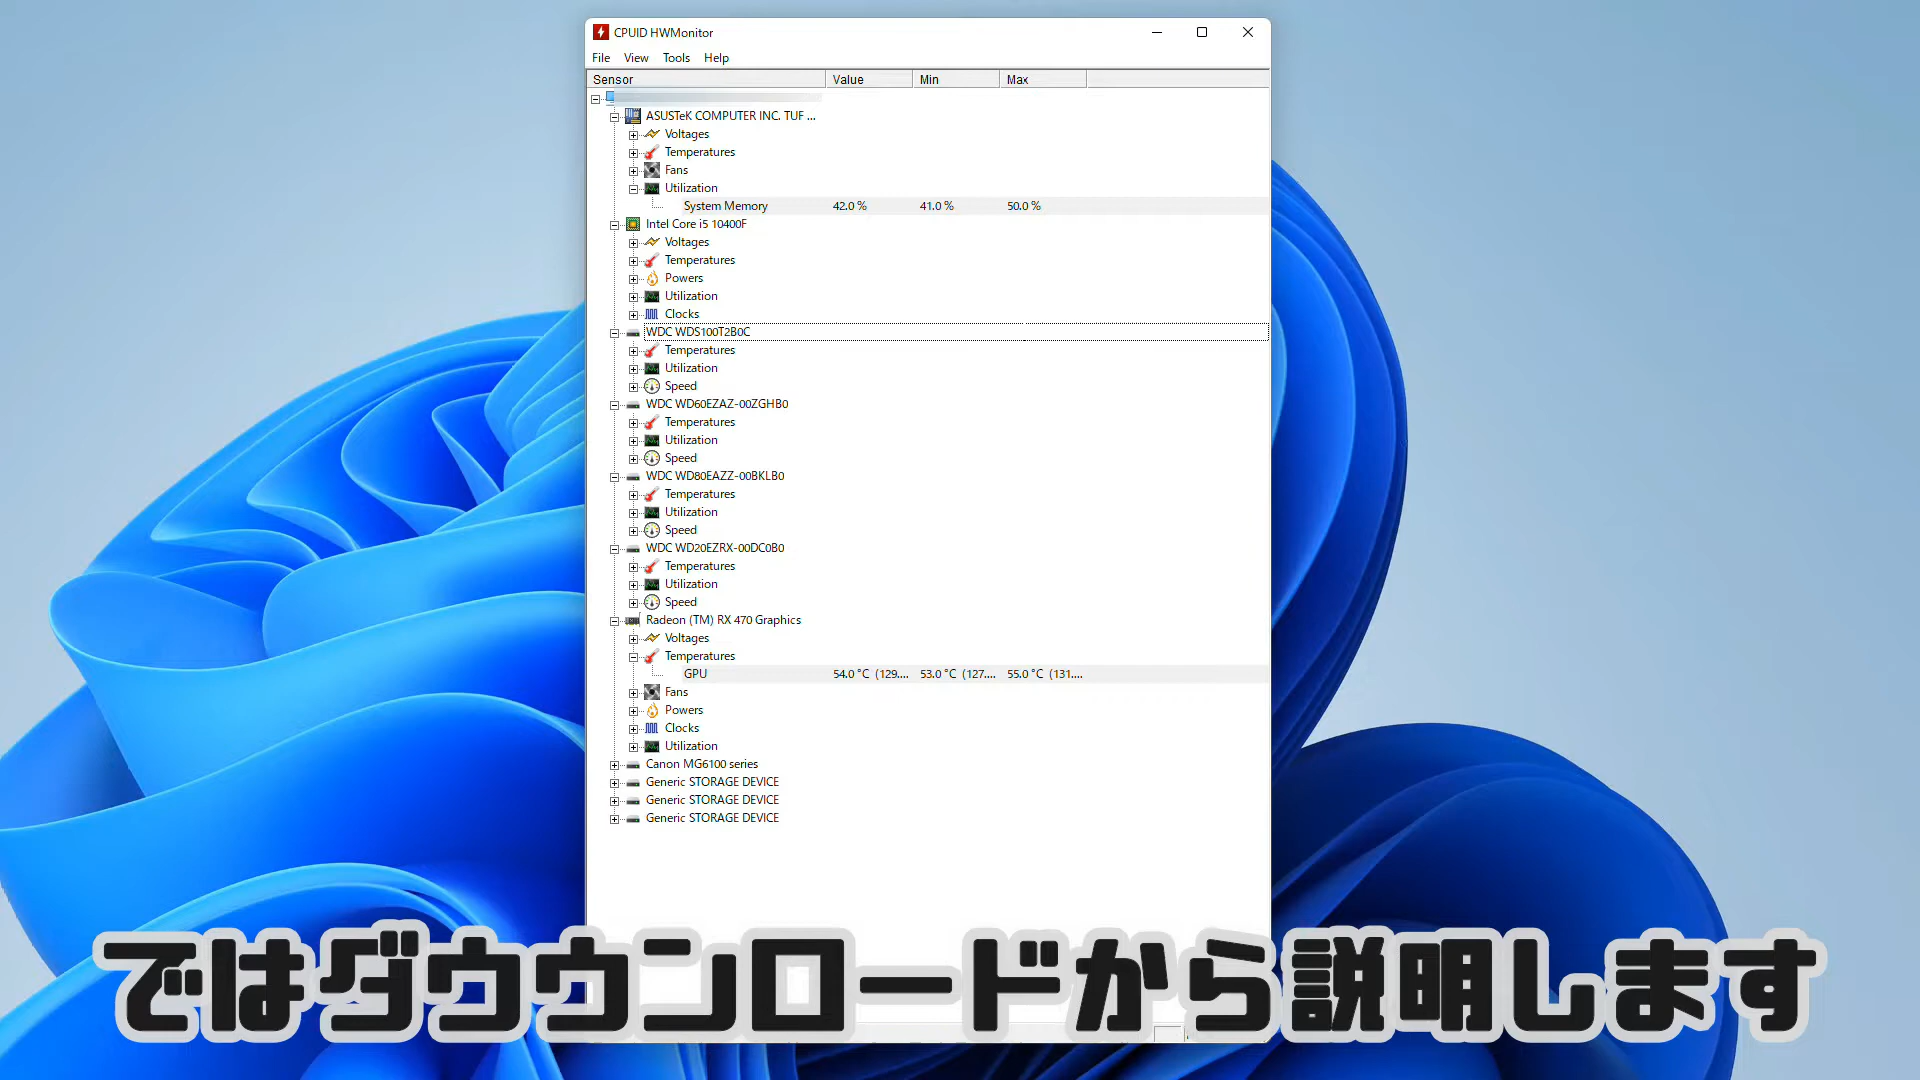 CPUID HWMonitor
File View Tools Help
Sensor Value Min Max
ASUSTeK COMPUTER INC. TUF ...
Voltages
Temperatures
Fans
Utilization
System Memory 42.0 % 41.0 % 50.0 %
Intel Core i5 10400F
Voltages
Temperatures
Powers
Utilization
Clocks
WDC WDS100T2B0C
Temperatures
Utilization
Speed
WDC WD60EZAZ-00ZGHB0
Temperatures
Utilization
Speed
WDC WD80EAZZ-00BKLB0
Temperatures
Utilization
Speed
WDC WD20EZRX-00DC0B0
Temperatures
Utilization
Speed
Radeon (TM) RX 470 Graphics
Voltages
Temperatures
GPU 54.0 °C (129.... 53.0 °C (127.... 55.0 °C (131....
Fans
Powers
Clocks
Utilization
Canon MG6100 series
Generic STORAGE DEVICE
Generic STORAGE DEVICE
Generic STORAGE DEVICE
ではダウウンロードから説明します